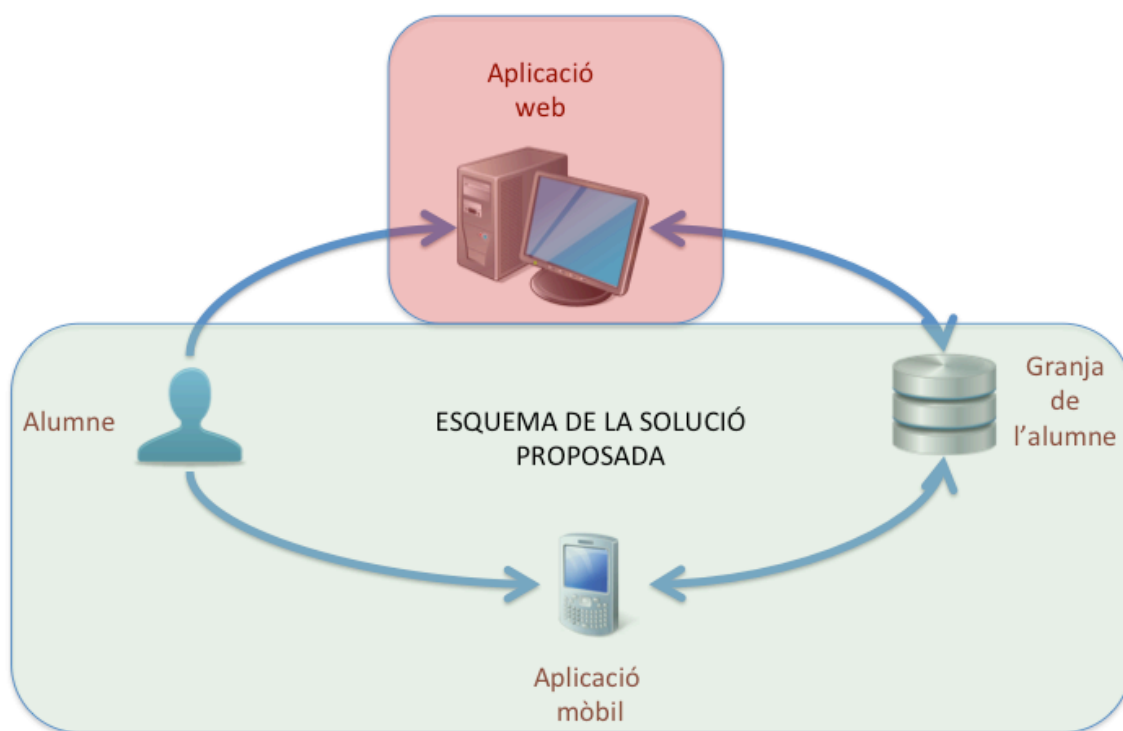 Aplicació
web
Alumne
ESQUEMA DE LA SOLUCIÓ
PROPOSADA
Granja
de
l'alumne
Aplicació
mòbil